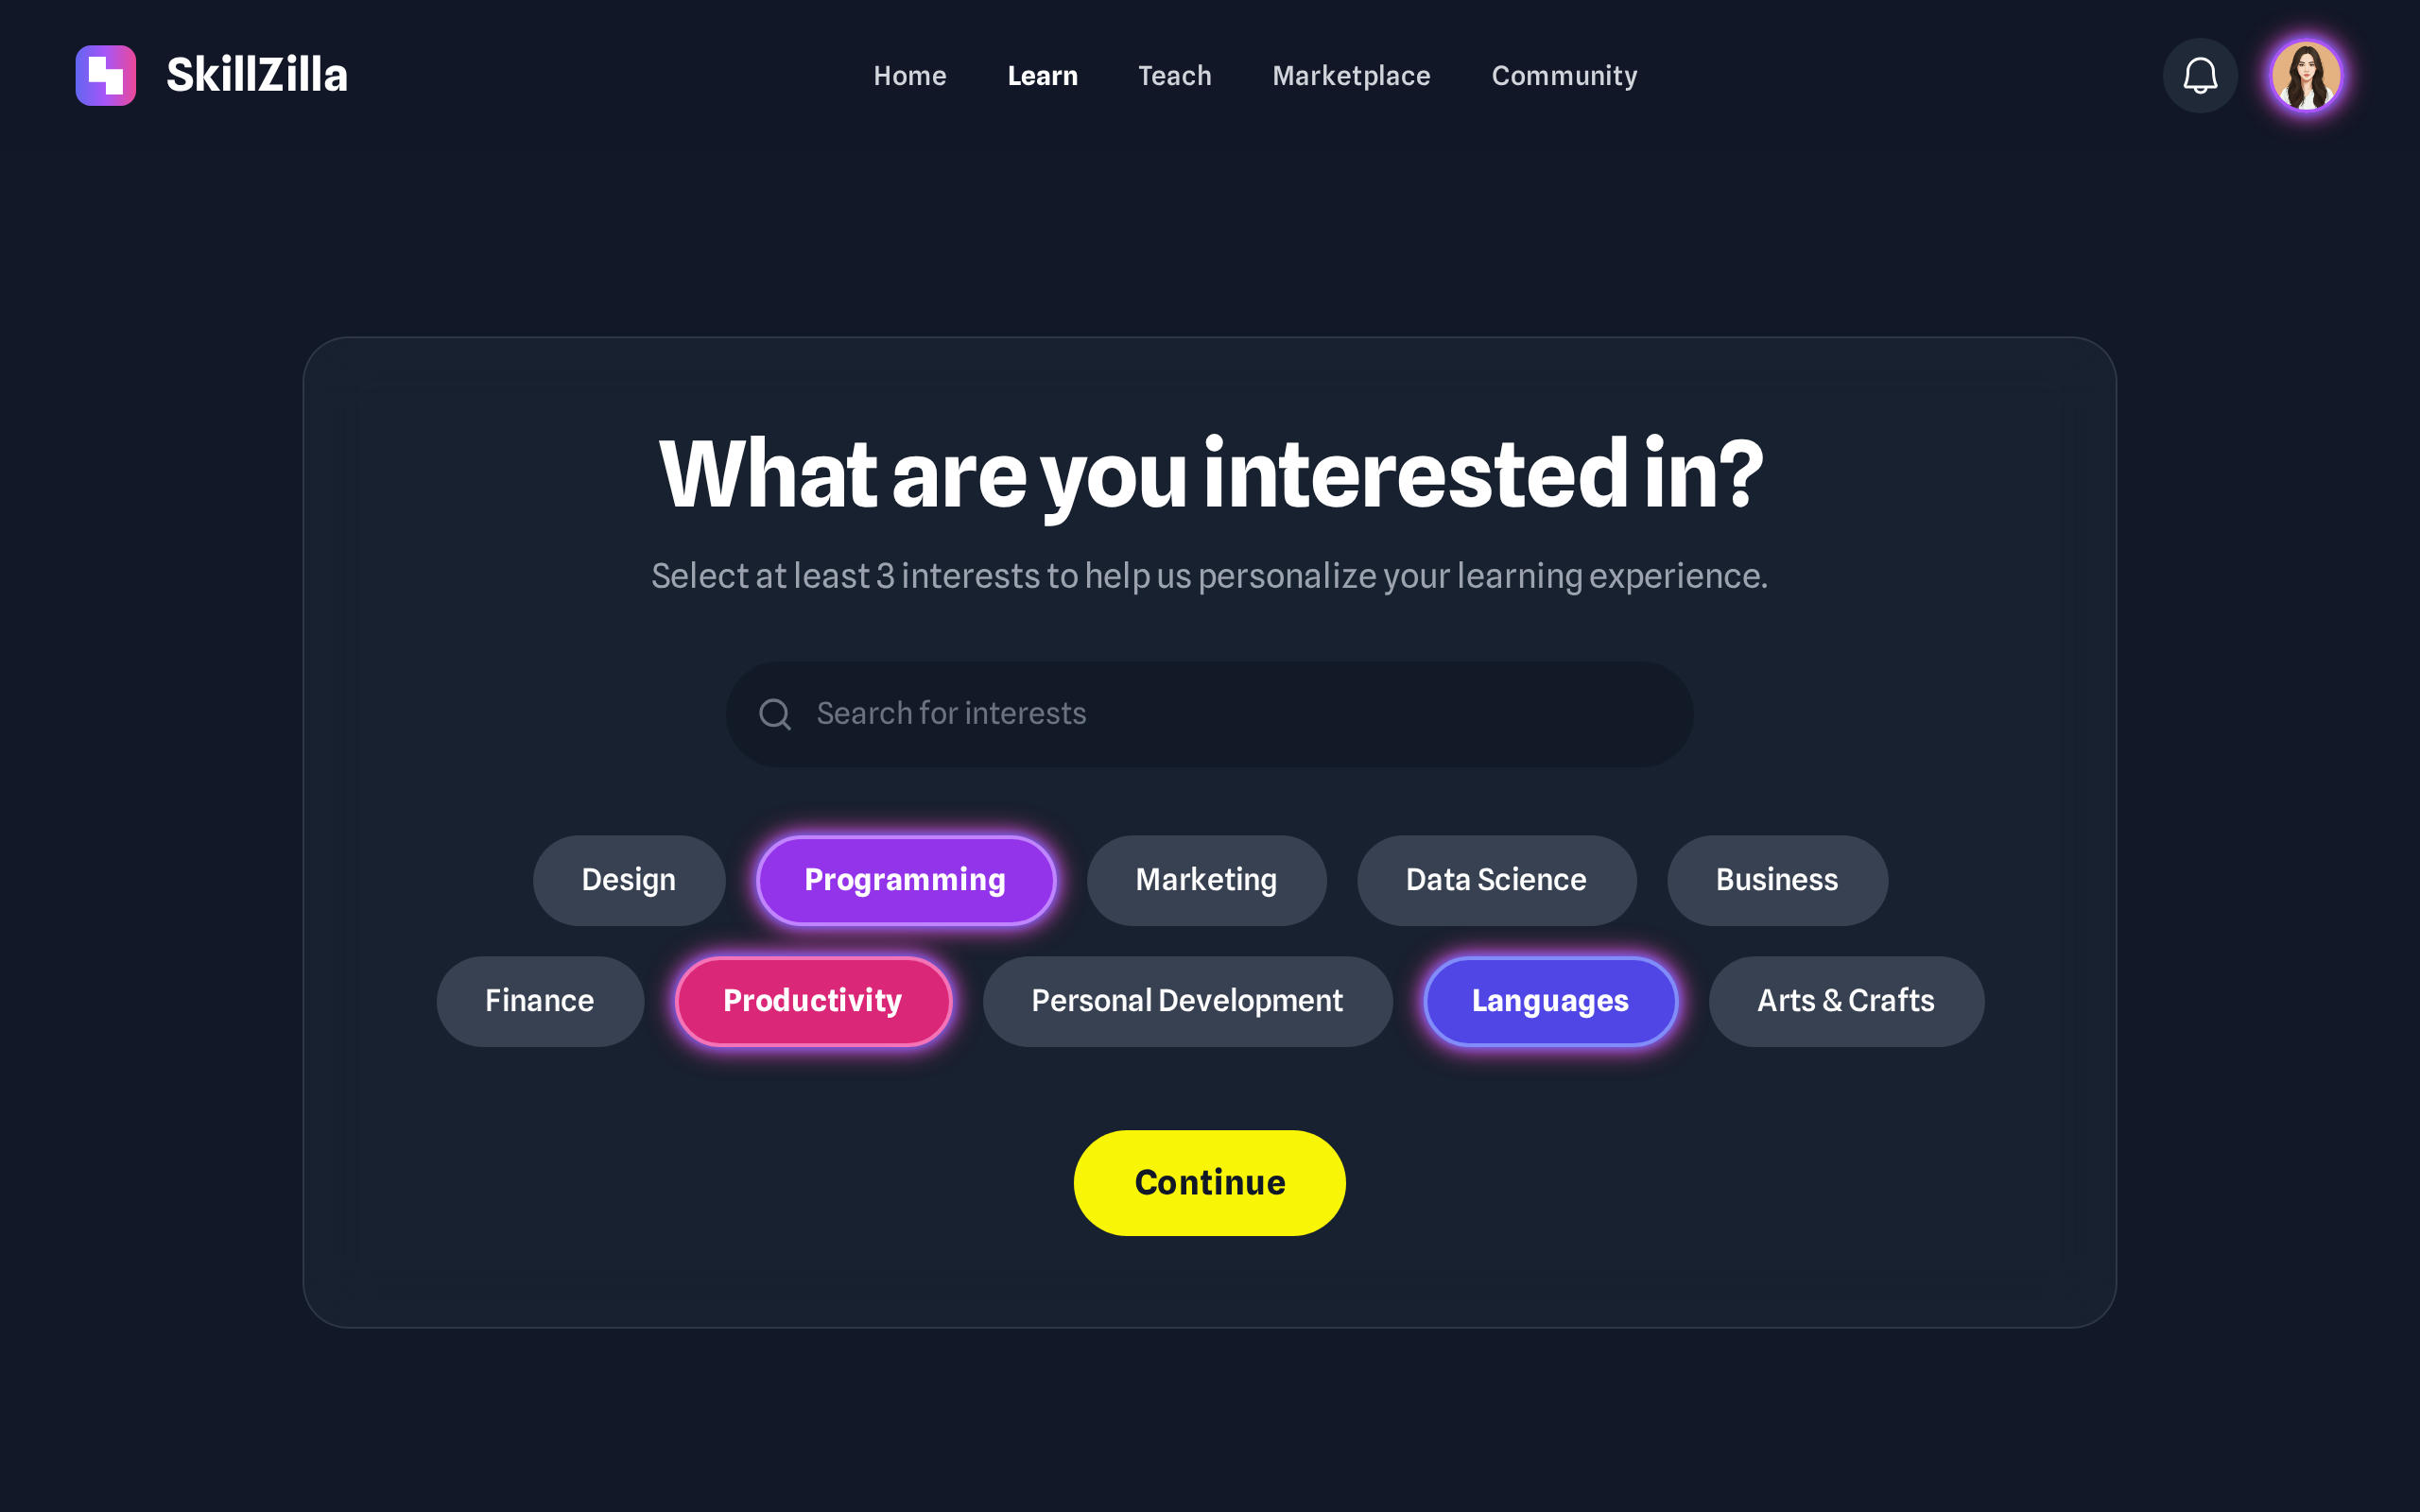 SkillZilla
Home Learn Teach Marketplace Community
What are you interested in?
Select at least 3 interests to help us personalize your learning experience.
Search for interests
Design Programming Marketing Data Science Business
Finance Productivity Personal Development Languages Arts & Crafts
Continue